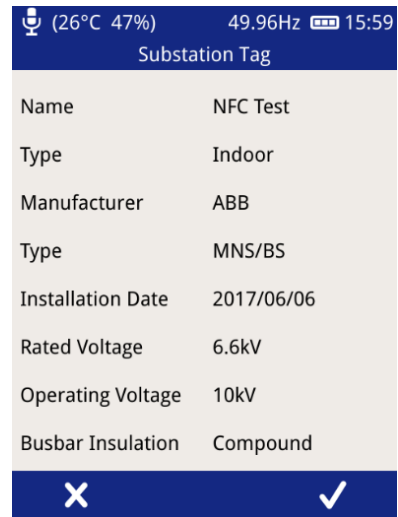 (26°C 47%) 49.96Hz 15:59
Substation Tag
Name NFC Test
Type Indoor
Manufacturer ABB
Type MNS/BS
Installation Date 2017/06/06
Rated Voltage 6.6kV
Operating Voltage 10kV
Busbar Insulation Compound